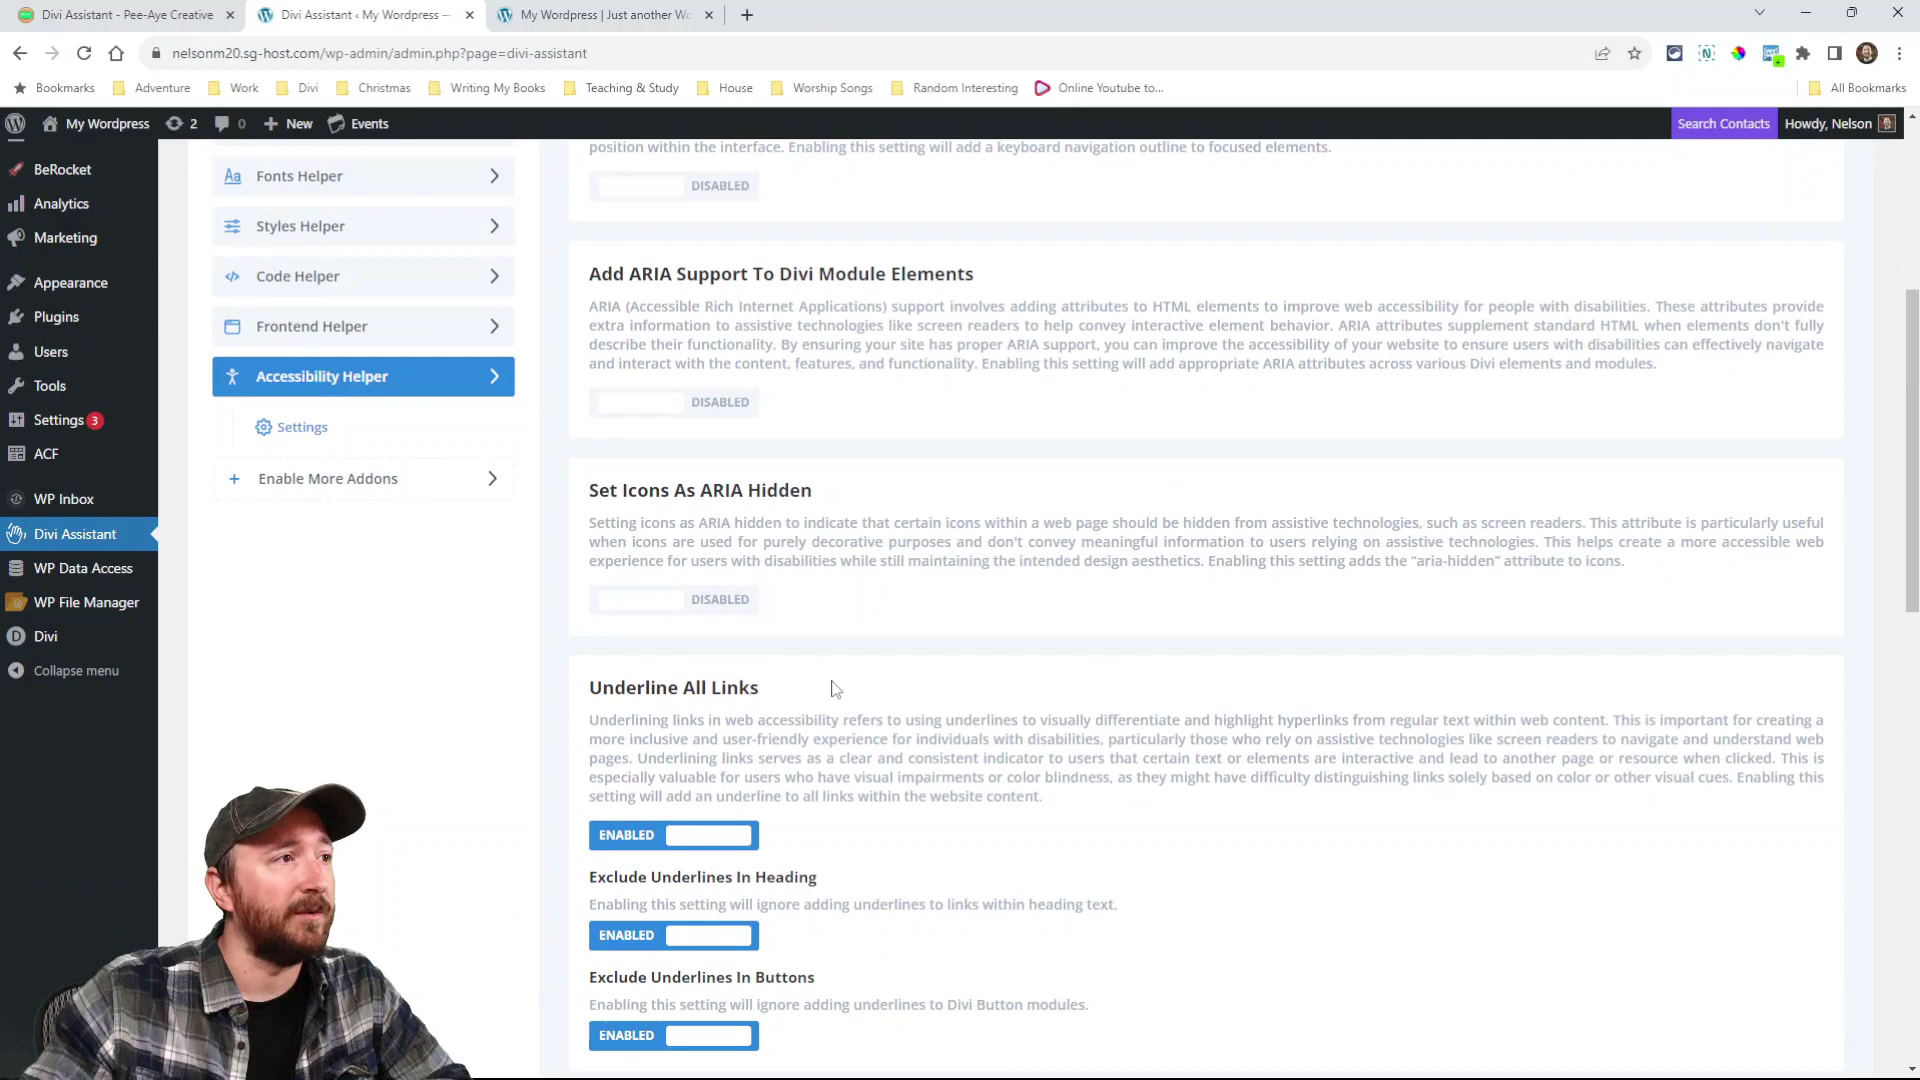 Divi Assistant - Pee-Aye Creative
Divi Assistant ‹ My Wordpress —
My Wordpress | Just another Wo
nelsonm20.sg-host.com/wp-admin/admin.php?page=divi-assistant
Bookmarks
Adventure
Work
Divi
Christmas
Writing My Books
Teaching & Study
House
Worship Songs
Random Interesting
Online Youtube to...
All Bookmarks
My Wordpress
2
0
New
Events
Search Contacts
Howdy, Nelson
BeRocket
Analytics
Marketing
Appearance
Plugins
Users
Tools
Settings 3
ACF
WP Inbox
Divi Assistant
WP Data Access
WP File Manager
D Divi
Collapse menu
Aa Fonts Helper
Styles Helper
Code Helper
Frontend Helper
Accessibility Helper
Settings
+ Enable More Addons
position within the interface. Enabling this setting will add a keyboard navigation outline to focused elements.
DISABLED
Add ARIA Support To Divi Module Elements
ARIA (Accessible Rich Internet Applications) support involves adding attributes to HTML elements to improve web accessibility for people with disabilities. These attributes provide
extra information to assistive technologies like screen readers to help convey interactive element behavior. ARIA attributes supplement standard HTML when elements don't fully
describe their functionality. By ensuring your site has proper ARIA support, you can improve the accessibility of your website to ensure users with disabilities can effectively navigate
and interact with the content, features, and functionality. Enabling this setting will add appropriate ARIA attributes across various Divi elements and modules.
DISABLED
Set Icons As ARIA Hidden
Setting icons as ARIA hidden to indicate that certain icons within a web page should be hidden from assistive technologies, such as screen readers. This attribute is particularly useful
when icons are used for purely decorative purposes and don't convey meaningful information to users relying on assistive technologies. This helps create a more accessible web
experience for users with disabilities while still maintaining the intended design aesthetics. Enabling this setting adds the “aria-hidden” attribute to icons.
DISABLED
Underline All Links
Underlining links in web accessibility refers to using underlines to visually differentiate and highlight hyperlinks from regular text within web content. This is important for creating a
more inclusive and user-friendly experience for individuals with disabilities, particularly those who rely on assistive technologies like screen readers to navigate and understand web
pages. Underlining links serves as a clear and consistent indicator to users that certain text or elements are interactive and lead to another page or resource when clicked. This is
especially valuable for users who have visual impairments or color blindness, as they might have difficulty distinguishing links solely based on color or other visual cues. Enabling this
setting will add an underline to all links within the website content.
ENABLED
Exclude Underlines In Heading
Enabling this setting will ignore adding underlines to links within heading text.
ENABLED
Exclude Underlines In Buttons
Enabling this setting will ignore adding underlines to Divi Button modules.
ENABLED